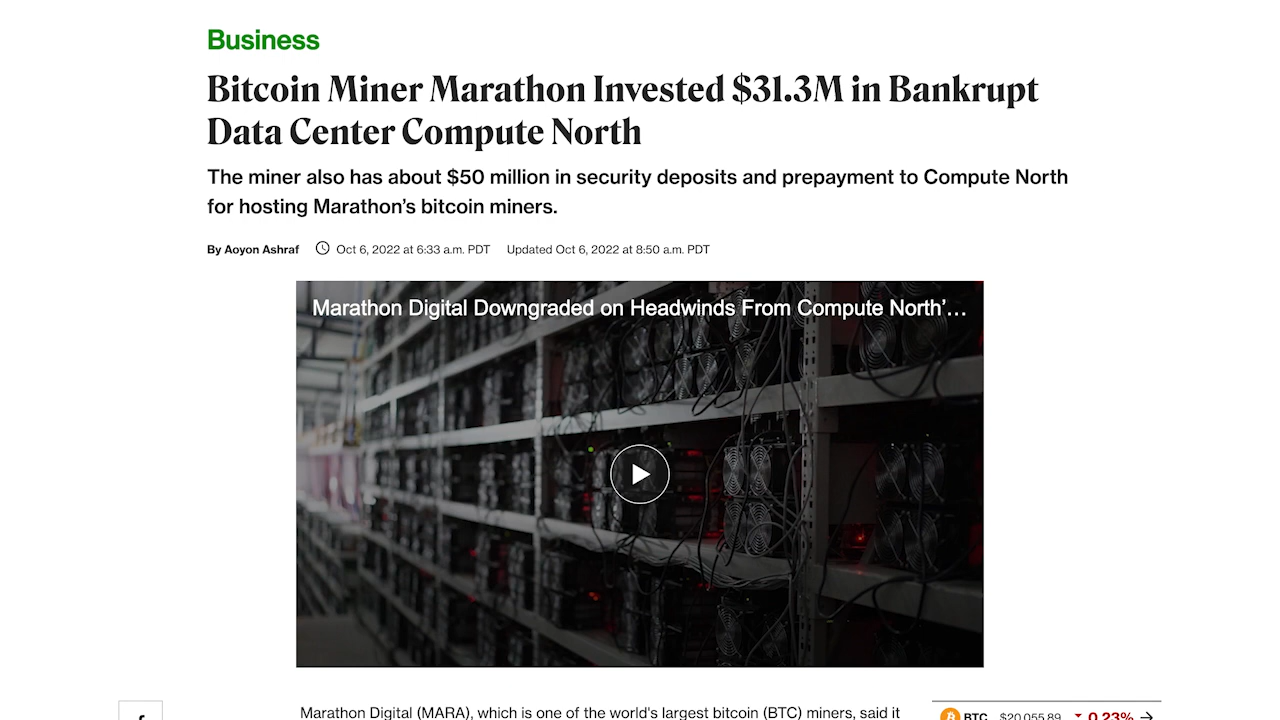 Business
Bitcoin Miner Marathon Invested $31.3M in Bankrupt
Data Center Compute North
The miner also has about $50 million in security deposits and prepayment to Compute North
for hosting Marathon’s bitcoin miners.
By Aoyon Ashraf Oct 6, 2022 at 6:33 a.m. PDT Updated Oct 6, 2022 at 8:50 a.m. PDT
Marathon Digital Downgraded on Headwinds From Compute North’…
Marathon Digital (MARA), which is one of the world's largest bitcoin (BTC) miners, said it
BTC $20,055.89 0.23%